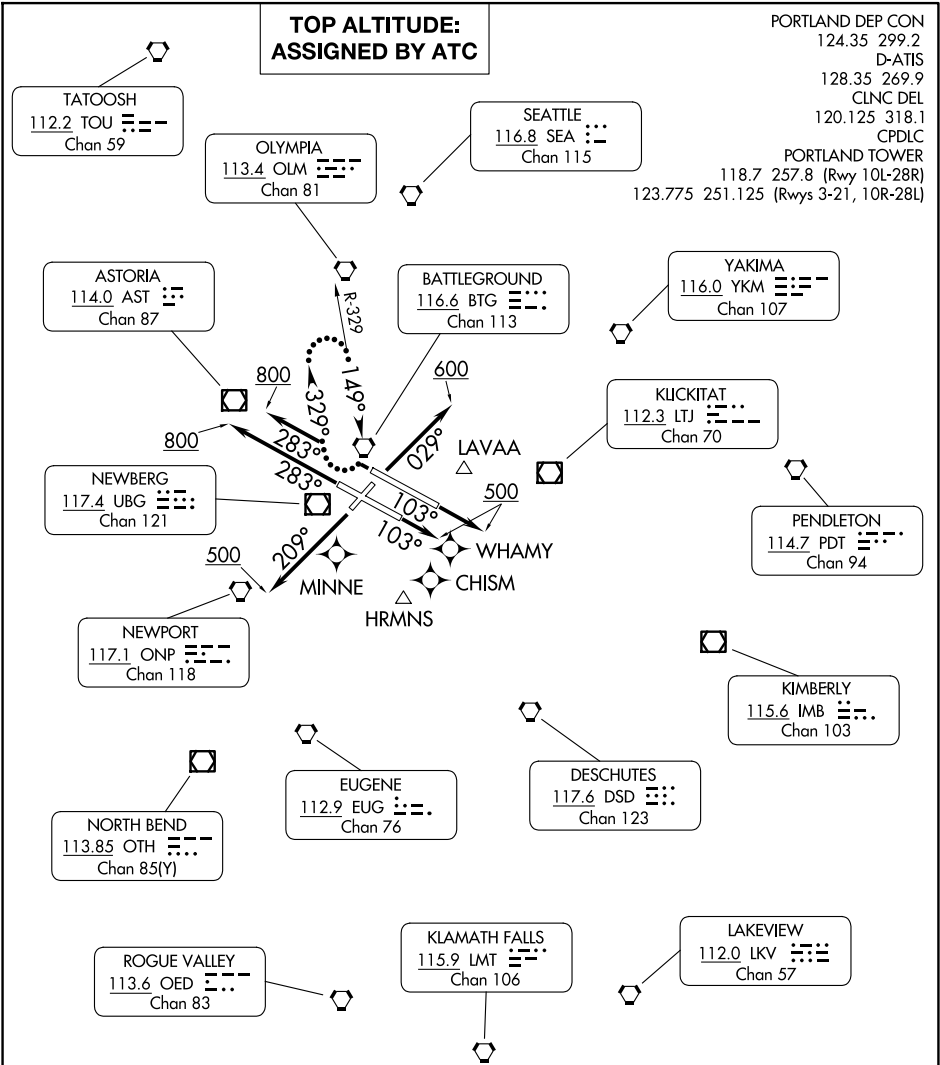 TOP ALTITUDE:
ASSIGNED BY ATC
PORTLAND DEP CON
124.35 299.2
D-ATIS
128.35 269.9
CLNC DEL
120.125 318.1
CPDLC
PORTLAND TOWER
118.7 257.8 (Rwy 10L-28R)
123.775 251.125 (Rwys 3-21, 10R-28L)
TATOOSH
112.2 TOU
Chan 59
SEATTLE
116.8 SEA
Chan 115
OLYMPIA
113.4 OLM
Chan 81
ASTORIA
114.0 AST
Chan 87
BATTLEGROUND
116.6 BTG
Chan 113
YAKIMA
116.0 YKM
Chan 107
R-329
149°
329°
800
283°
800
283°
600
029°
LAVAA
KLICKITAT
112.3 LTJ
Chan 70
NEWBERG
117.4 UBG
Chan 121
103°
103°
500
WHAMY
PENDLETON
114.7 PDT
Chan 94
209°
500
MINNE
CHISM
HRMNS
NEWPORT
117.1 ONP
Chan 118
KIMBERLY
115.6 IMB
Chan 103
EUGENE
112.9 EUG
Chan 76
DESCHUTES
117.6 DSD
Chan 123
NORTH BEND
113.85 OTH
Chan 85(Y)
ROGUE VALLEY
113.6 OED
Chan 83
KLAMATH FALLS
115.9 LMT
Chan 106
LAKEVIEW
112.0 LKV
Chan 57